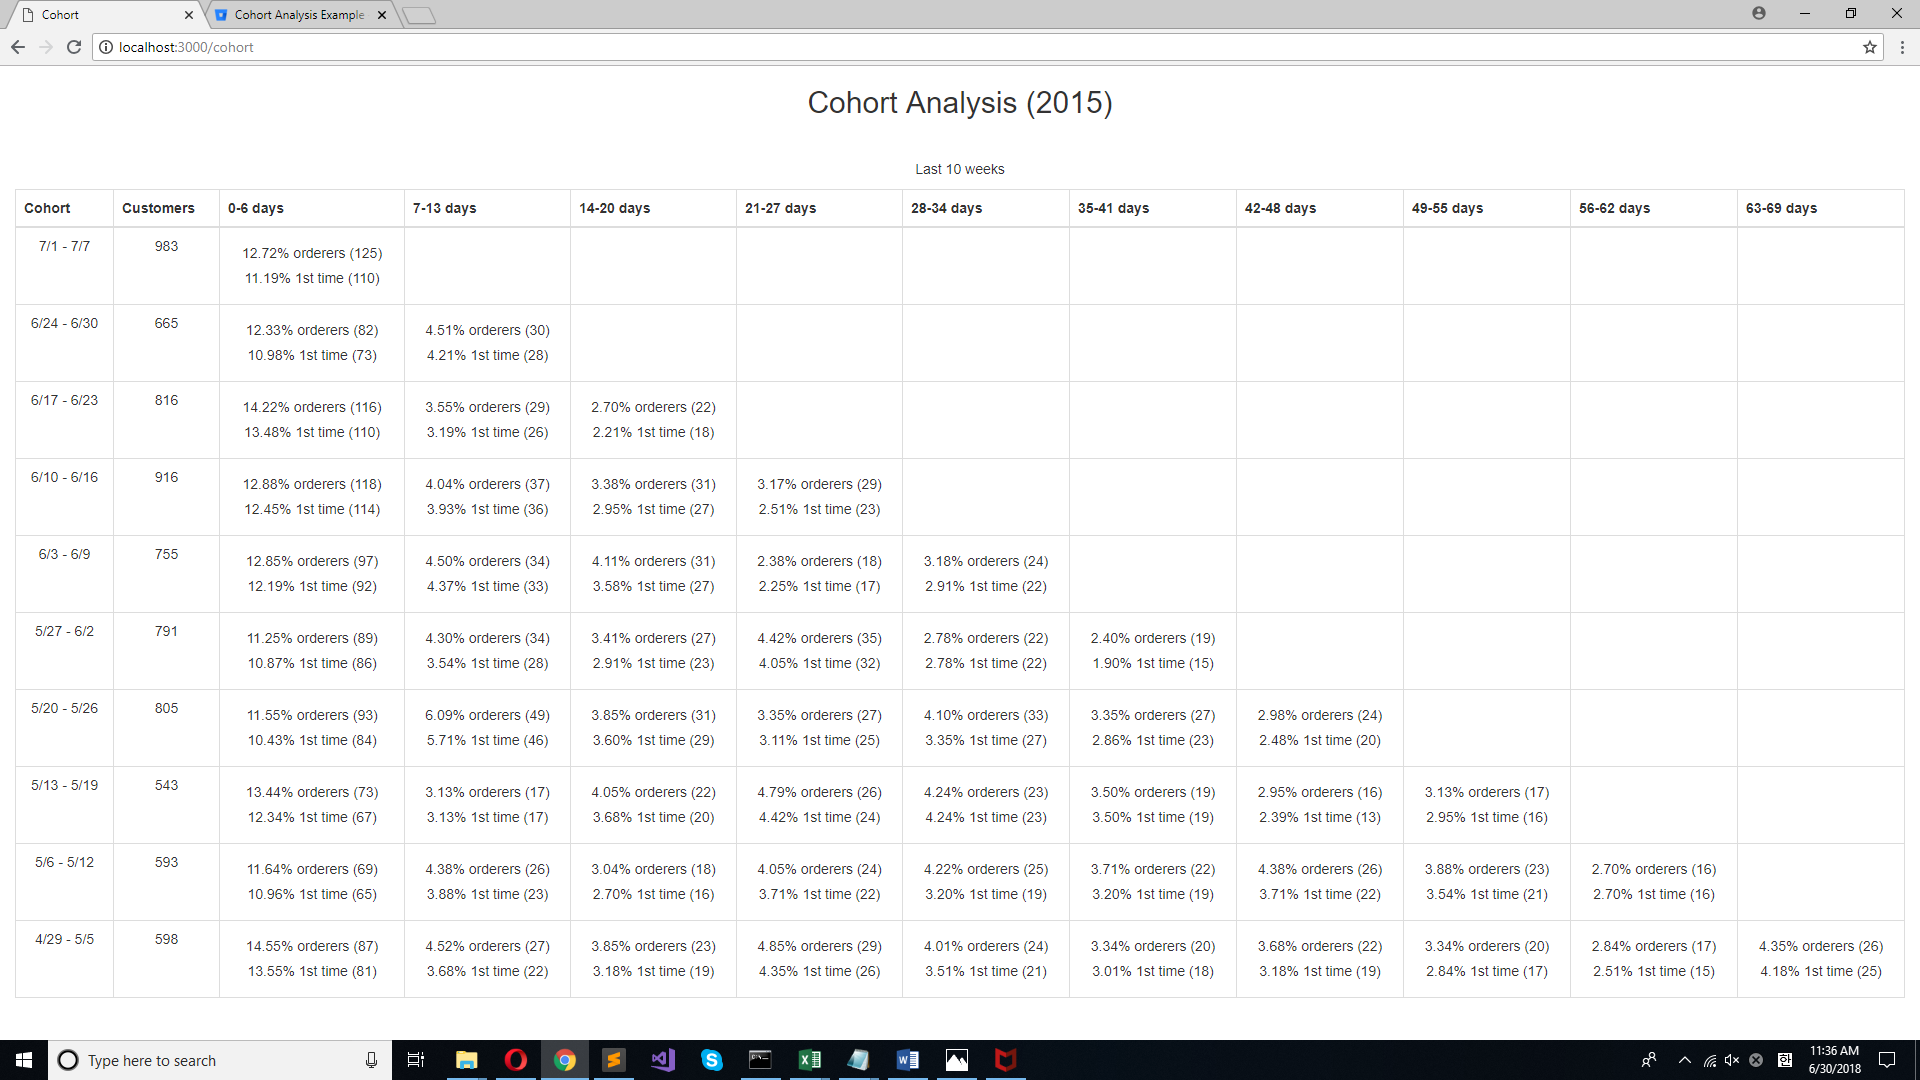 Cohort
Cohort Analysis Example
localhost:3000/cohort
Cohort Analysis (2015)
Last 10 weeks
Cohort Customers 0-6 days 7-13 days 14-20 days 21-27 days 28-34 days 35-41 days 42-48 days 49-55 days 56-62 days 63-69 days
7/1 - 7/7 983
12.72% orderers (125)
11.19% 1st time (110)
6/24 - 6/30 665
12.33% orderers (82) 4.51% orderers (30)
10.98% 1st time (73) 4.21% 1st time (28)
6/17 - 6/23 816
14.22% orderers (116) 3.55% orderers (29) 2.70% orderers (22)
13.48% 1st time (110) 3.19% 1st time (26) 2.21% 1st time (18)
6/10 - 6/16 916
12.88% orderers (118) 4.04% orderers (37) 3.38% orderers (31) 3.17% orderers (29)
12.45% 1st time (114) 3.93% 1st time (36) 2.95% 1st time (27) 2.51% 1st time (23)
6/3 - 6/9 755
12.85% orderers (97) 4.50% orderers (34) 4.11% orderers (31) 2.38% orderers (18) 3.18% orderers (24)
12.19% 1st time (92) 4.37% 1st time (33) 3.58% 1st time (27) 2.25% 1st time (17) 2.91% 1st time (22)
5/27 - 6/2 791
11.25% orderers (89) 4.30% orderers (34) 3.41% orderers (27) 4.42% orderers (35) 2.78% orderers (22) 2.40% orderers (19)
10.87% 1st time (86) 3.54% 1st time (28) 2.91% 1st time (23) 4.05% 1st time (32) 2.78% 1st time (22) 1.90% 1st time (15)
5/20 - 5/26 805
11.55% orderers (93) 6.09% orderers (49) 3.85% orderers (31) 3.35% orderers (27) 4.10% orderers (33) 3.35% orderers (27) 2.98% orderers (24)
10.43% 1st time (84) 5.71% 1st time (46) 3.60% 1st time (29) 3.11% 1st time (25) 3.35% 1st time (27) 2.86% 1st time (23) 2.48% 1st time (20)
5/13 - 5/19 543
13.44% orderers (73) 3.13% orderers (17) 4.05% orderers (22) 4.79% orderers (26) 4.24% orderers (23) 3.50% orderers (19) 2.95% orderers (16) 3.13% orderers (17)
12.34% 1st time (67) 3.13% 1st time (17) 3.68% 1st time (20) 4.42% 1st time (24) 4.24% 1st time (23) 3.50% 1st time (19) 2.39% 1st time (13) 2.95% 1st time (16)
5/6 - 5/12 593
11.64% orderers (69) 4.38% orderers (26) 3.04% orderers (18) 4.05% orderers (24) 4.22% orderers (25) 3.71% orderers (22) 4.38% orderers (26) 3.88% orderers (23) 2.70% orderers (16)
10.96% 1st time (65) 3.88% 1st time (23) 2.70% 1st time (16) 3.71% 1st time (22) 3.20% 1st time (19) 3.20% 1st time (19) 3.71% 1st time (22) 3.54% 1st time (21) 2.70% 1st time (16)
4/29 - 5/5 598
14.55% orderers (87) 4.52% orderers (27) 3.85% orderers (23) 4.85% orderers (29) 4.01% orderers (24) 3.34% orderers (20) 3.68% orderers (22) 3.34% orderers (20) 2.84% orderers (17) 4.35% orderers (26)
13.55% 1st time (81) 3.68% 1st time (22) 3.18% 1st time (19) 4.35% 1st time (26) 3.51% 1st time (21) 3.01% 1st time (18) 3.18% 1st time (19) 2.84% 1st time (17) 2.51% 1st time (15) 4.18% 1st time (25)
Type here to search
한
11:36 AM
6/30/2018